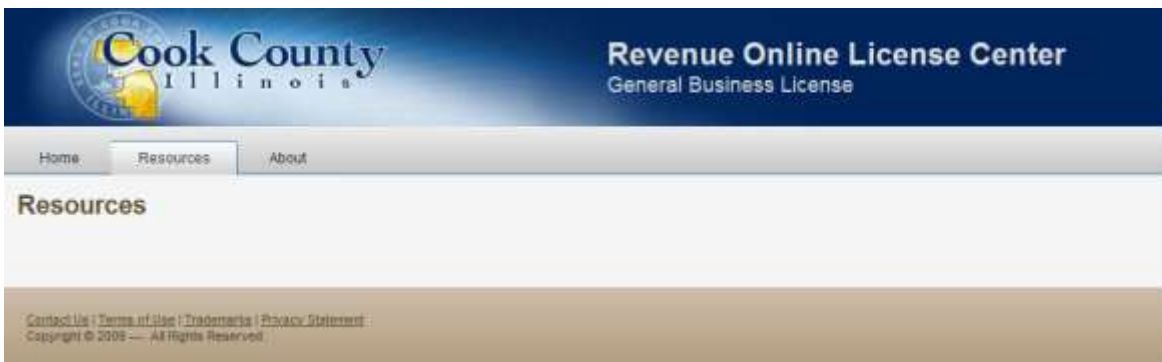 Cook County
Illinois
Revenue Online License Center
General Business License
Home Resources About
Resources
Contact Us | Terms of Use | Trademarks | Privacy Statement
Copyright © 2009 — All Rights Reserved